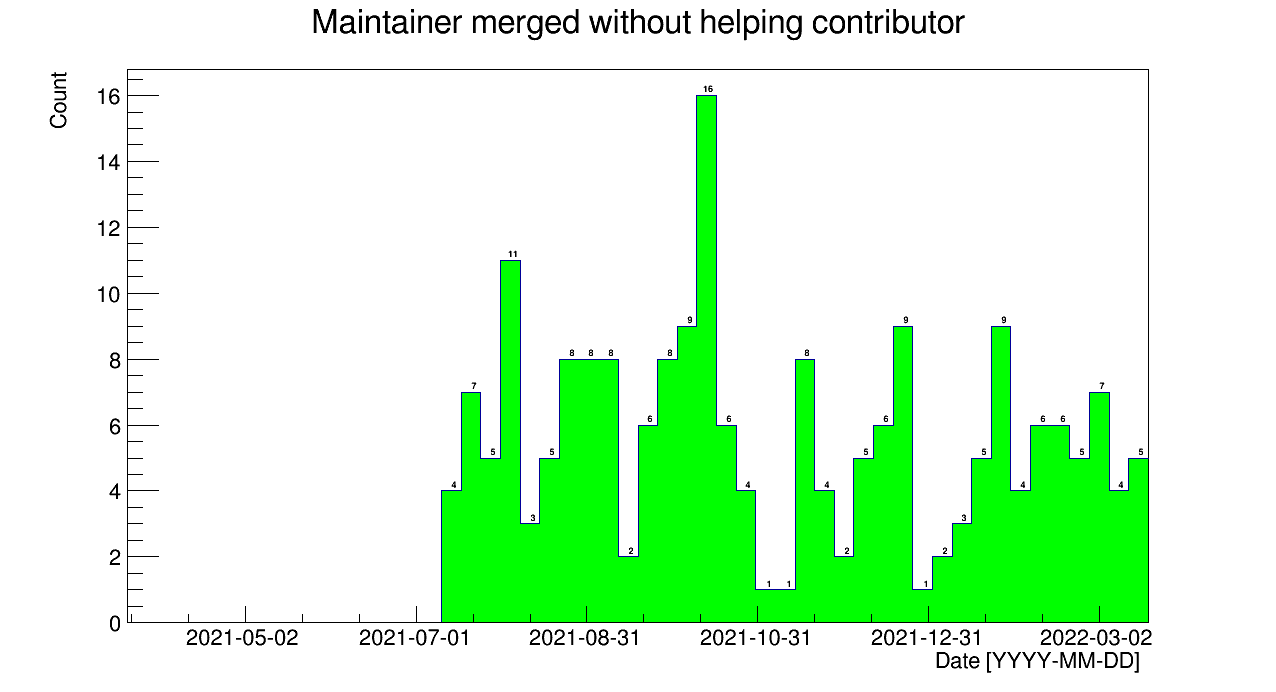 Maintainer merged without helping contributor
Count
16
14
12
10
8
6
4
2
0
4 7 5 11 3 5 8 8 8 2 6 8 9 16 6 4 1 1 8 4 2 5 6 9 1 2 3 5 9 4 6 6 5 7 4 5
2021-05-02 2021-07-01 2021-08-31 2021-10-31 2021-12-31 2022-03-02
Date [YYYY-MM-DD]